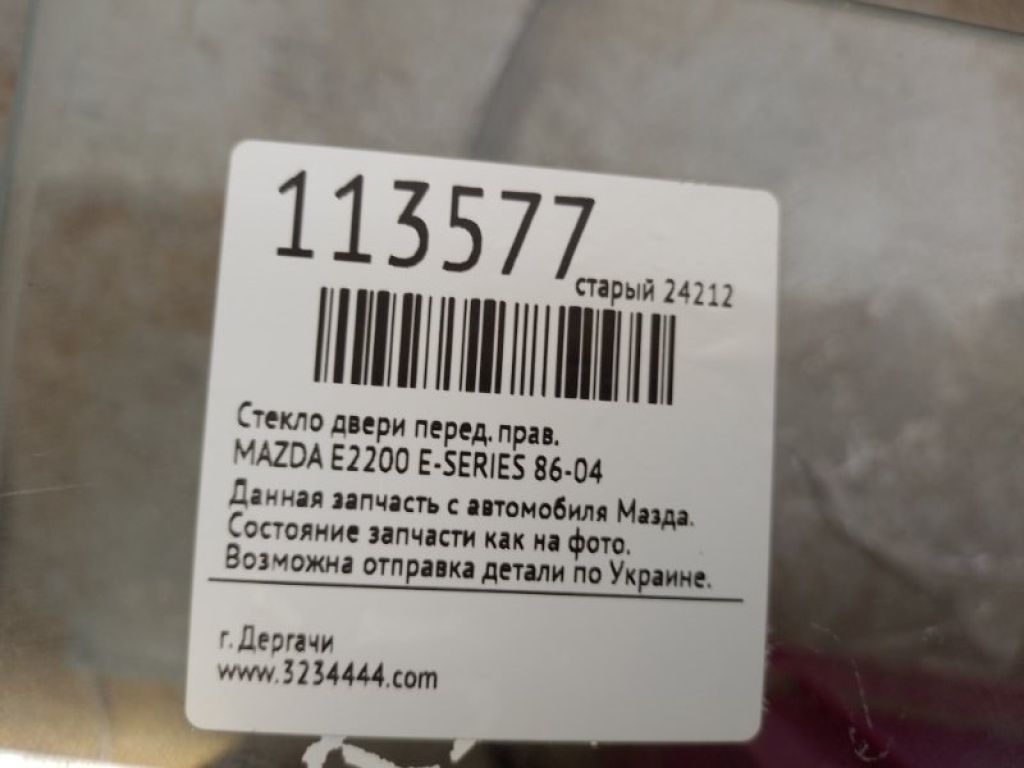 113577
старый 24212
Стекло двери перед. прав.
MAZDA E2200 E-SERIES 86-04
Данная запчасть с автомобиля Мазда.
Состояние запчасти как на фото.
Возможна отправка детали по Украине.
г. Дергачи
www.3234444.com